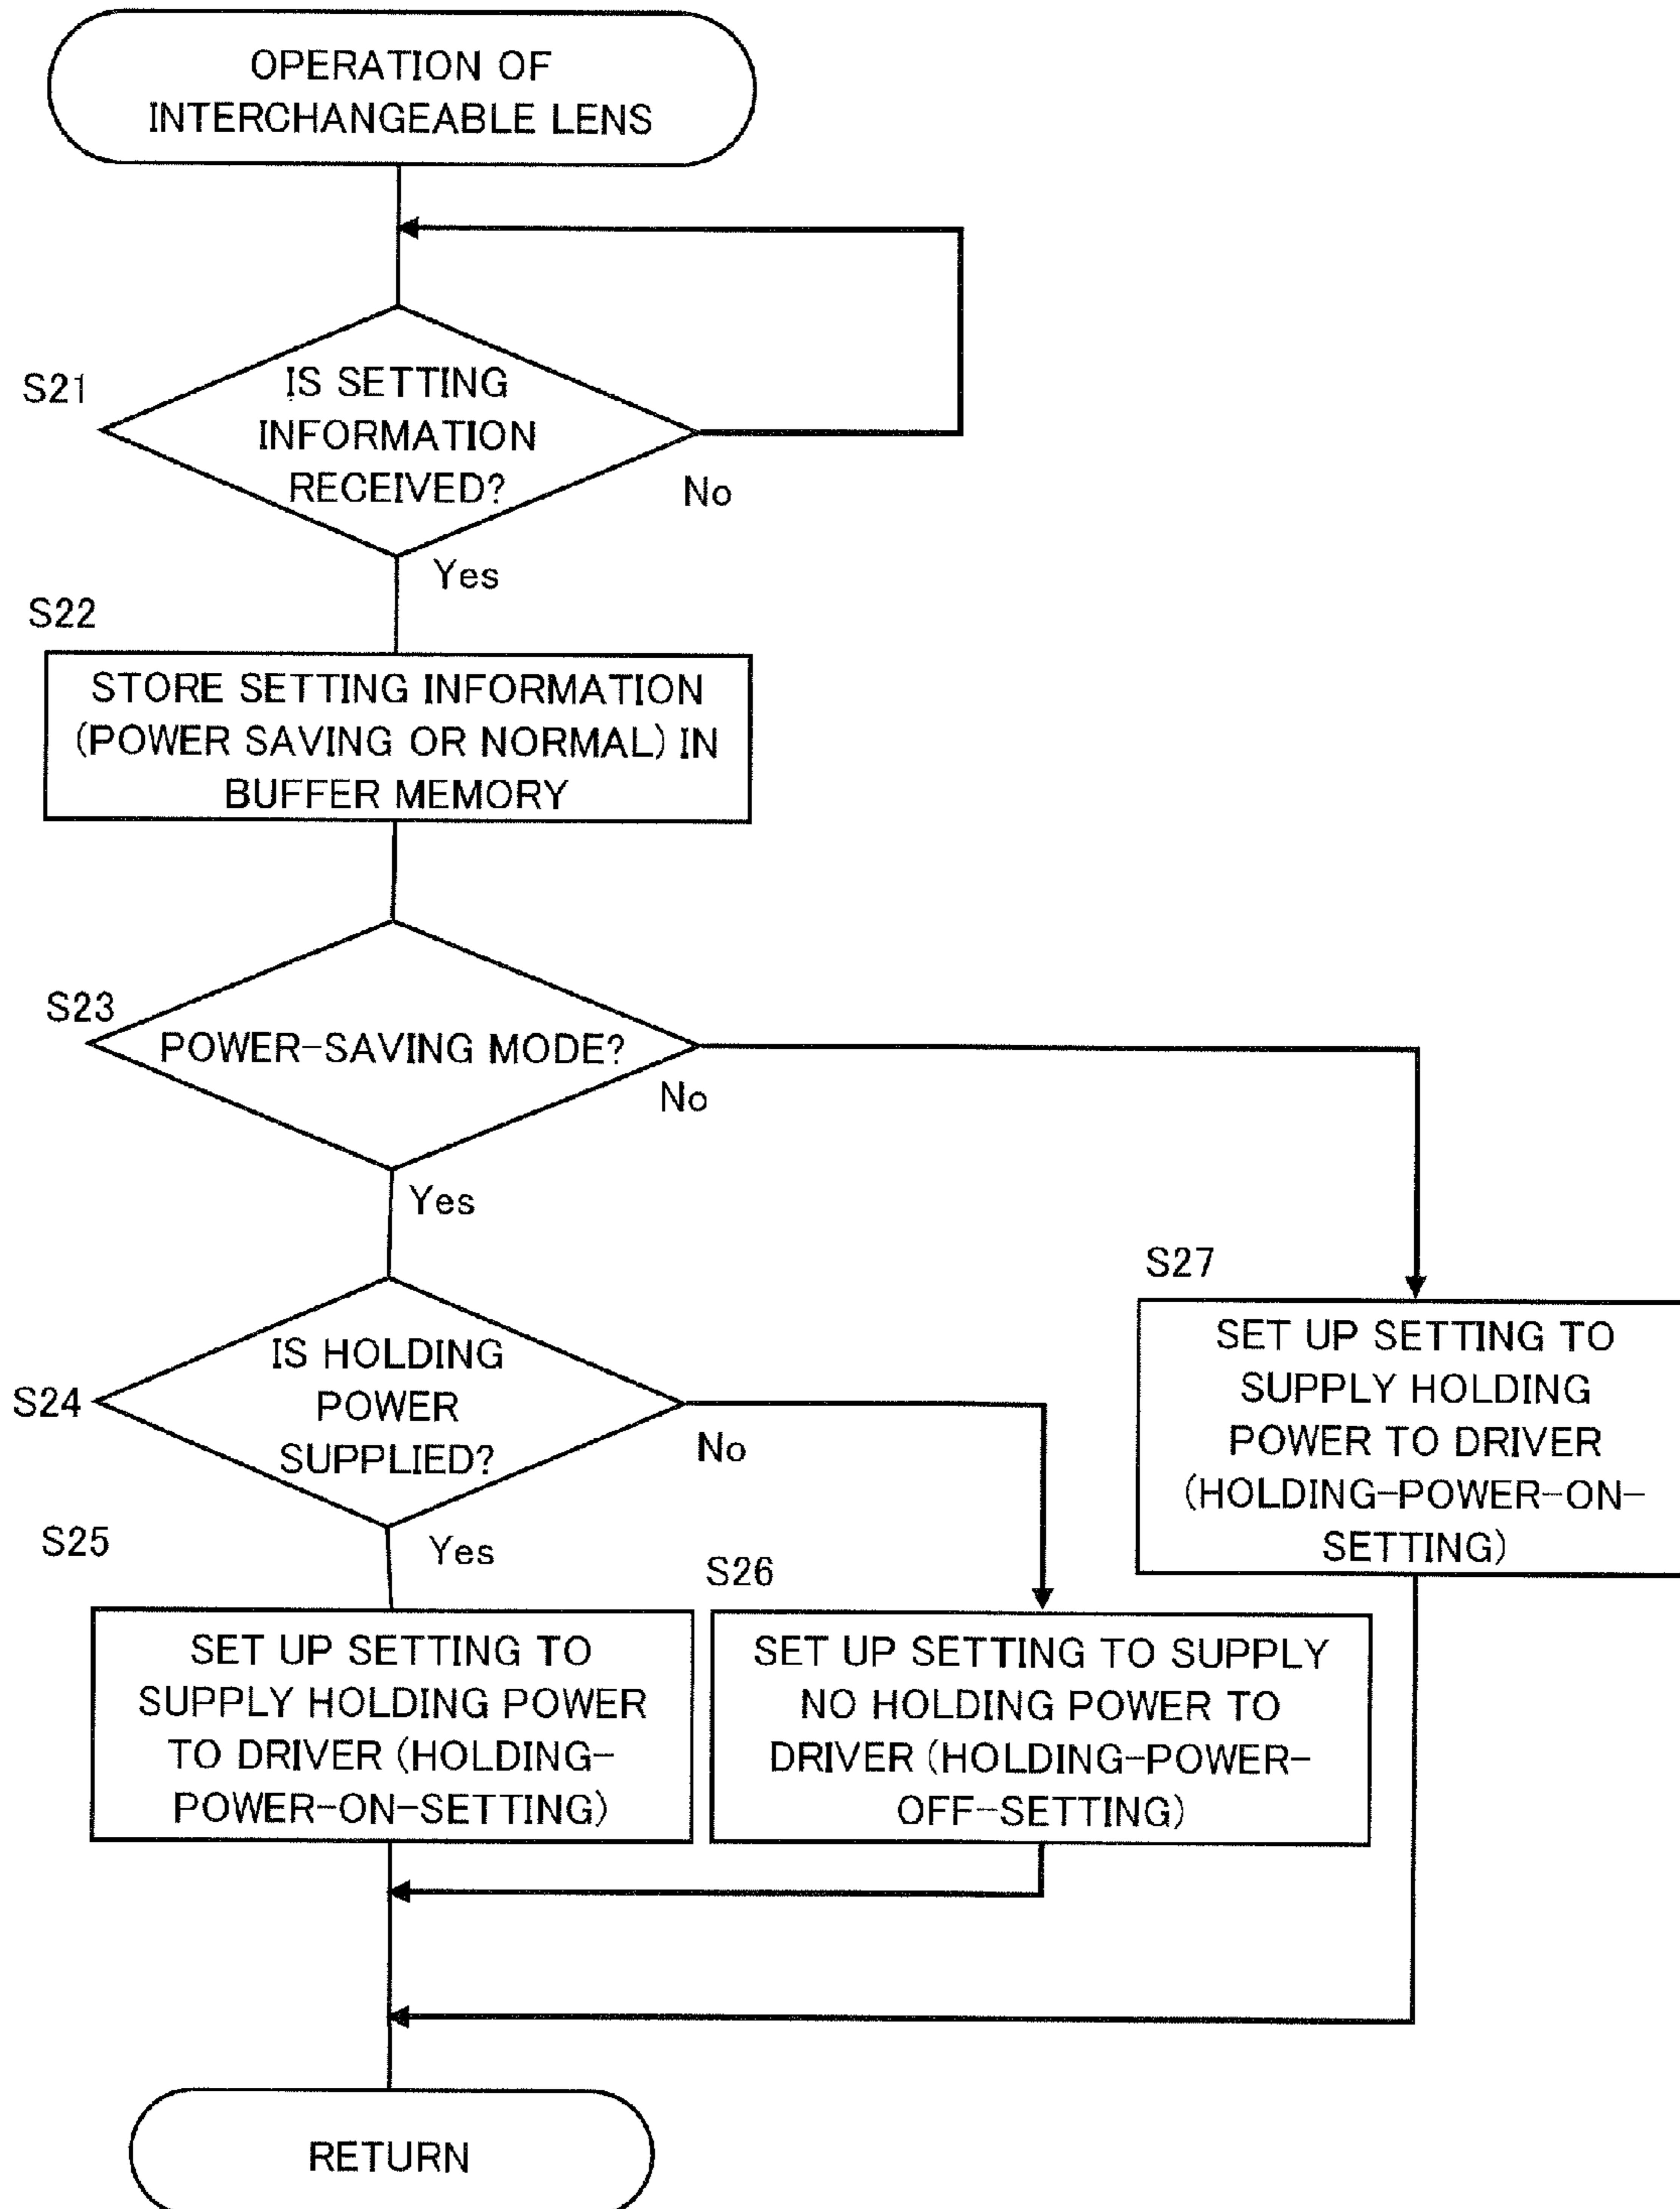 OPERATION OF
INTERCHANGEABLE LENS
S21
IS SETTING
INFORMATION
RECEIVED?
No
Yes
S22
STORE SETTING INFORMATION
(POWER SAVING OR NORMAL) IN
BUFFER MEMORY
S23
POWER-SAVING MODE?
No
Yes
S24
IS HOLDING
POWER
SUPPLIED?
No
Yes
S27
SET UP SETTING TO
SUPPLY HOLDING
POWER TO DRIVER
(HOLDING-POWER-ON-
SETTING)
S25
SET UP SETTING TO
SUPPLY HOLDING POWER
TO DRIVER (HOLDING-
POWER-ON-SETTING)
S26
SET UP SETTING TO SUPPLY
NO HOLDING POWER TO
DRIVER (HOLDING-POWER-
OFF-SETTING)
RETURN